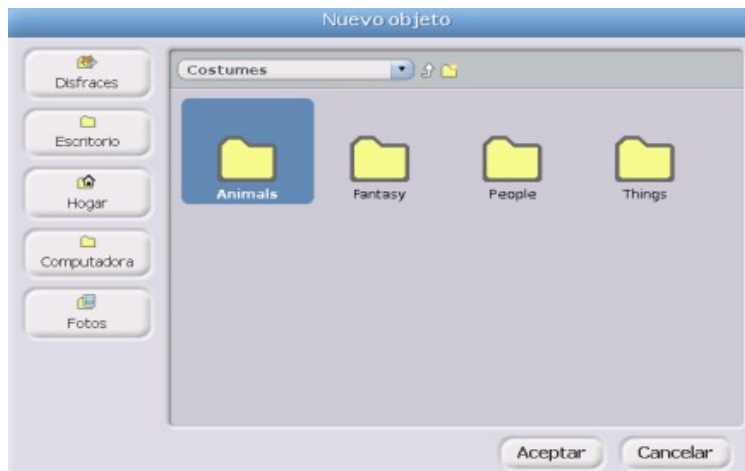 Nuevo objeto
Disfraces
Escritorio
Hogar
Computadora
Fotos
Costumes
Animals
Fantasy
People
Things
Aceptar
Cancelar